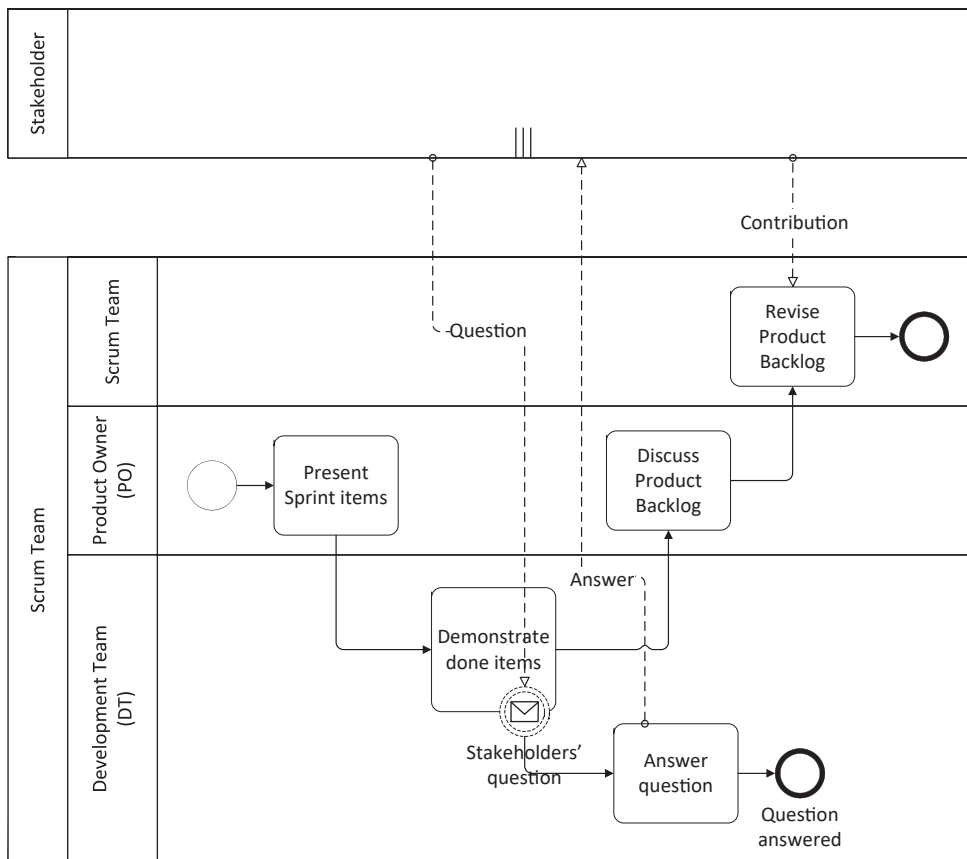 Stakeholder
Contribution
Scrum Team
Scrum Team
Question
Revise
Product
Backlog
Product Owner
(PO)
Present
Sprint items
Discuss
Product
Backlog
Development Team
(DT)
Answer
Demonstrate
done items
Stakeholders’
question
Answer
question
Question
answered